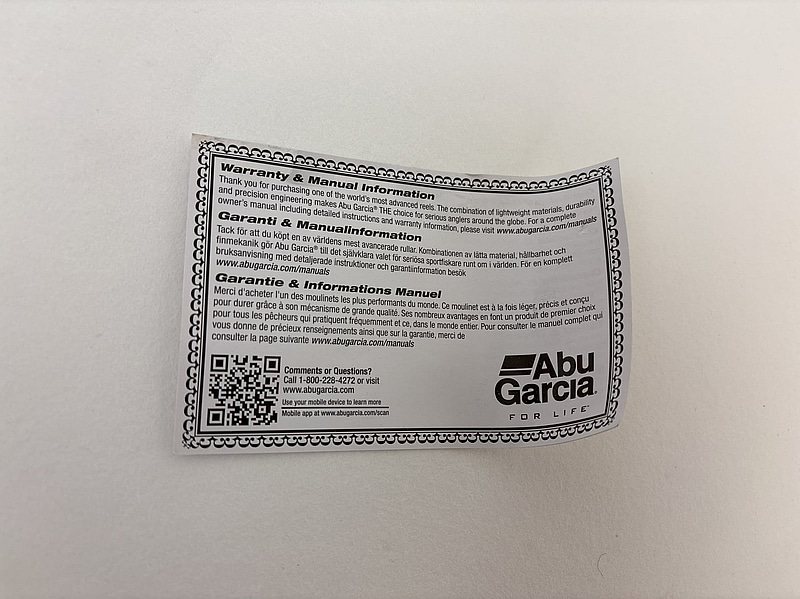 Warranty & Manual Information
Thank you for purchasing one of the world's most advanced reels. The combination of lightweight materials, durability
and precision engineering makes Abu Garcia® THE choice for serious anglers around the globe. For a complete
owner's manual including detailed instructions and warranty information, please visit www.abugarcia.com/manuals
Garanti & Manualinformation
Tack för att du köpt en av världens mest avancerade rullar. Kombinationen av lätta material, hållbarhet och
finmekanik gör Abu Garcia® till det självklara valet för seriösa sportfiskare runt om i världen. För en komplett
bruksanvisning med detaljerade instruktioner och garantiinformation besök
www.abugarcia.com/manuals
Garantie & Informations Manuel
Merci d'acheter l'un des moulinets les plus performants du monde. Ce moulinet est à la fois léger, précis et conçu
pour durer grâce à son mécanisme de grande qualité. Ses nombreux avantages en font un produit de premier choix
pour tous les pêcheurs qui pratiquent fréquemment et ce, dans le monde entier. Pour consulter le manuel complet qui
vous donne de précieux renseignements ainsi que sur la garantie, merci de
consulter la page suivante www.abugarcia.com/manuals
Comments or Questions?
Call 1-800-228-4272 or visit
www.abugarcia.com
Use your mobile device to learn more
Mobile app at www.abugarcia.com/scan
Abu
Garcia®
FOR LIFE™